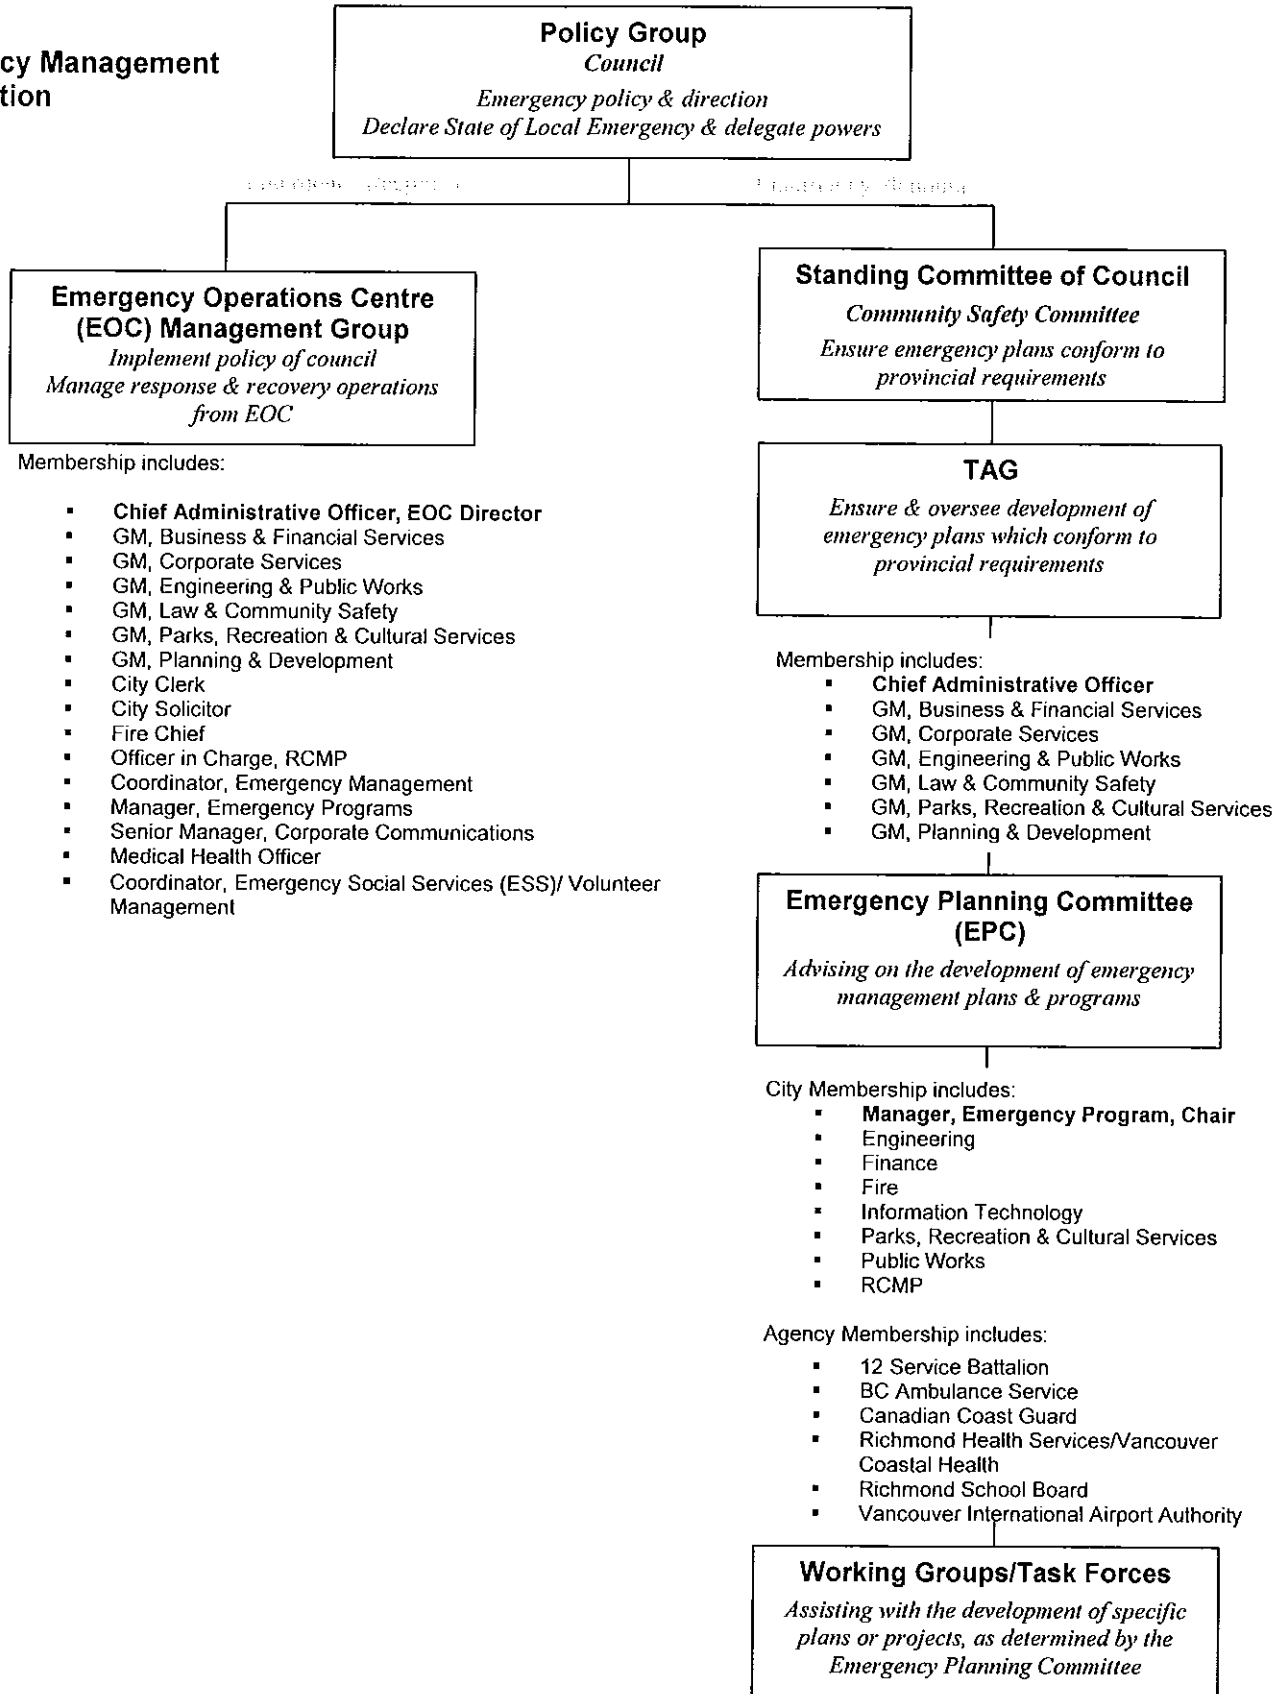 cy Management
tion
Policy Group
Council
Emergency policy & direction
Declare State of Local Emergency & delegate powers
Emergency Operations Centre
(EOC) Management Group
Implement policy of council
Manage response & recovery operations
from EOC
Membership includes:
▪ Chief Administrative Officer, EOC Director
▪ GM, Business & Financial Services
▪ GM, Corporate Services
▪ GM, Engineering & Public Works
▪ GM, Law & Community Safety
▪ GM, Parks, Recreation & Cultural Services
▪ GM, Planning & Development
▪ City Clerk
▪ City Solicitor
▪ Fire Chief
▪ Officer in Charge, RCMP
▪ Coordinator, Emergency Management
▪ Manager, Emergency Programs
▪ Senior Manager, Corporate Communications
▪ Medical Health Officer
▪ Coordinator, Emergency Social Services (ESS)/ Volunteer
Management
Standing Committee of Council
Community Safety Committee
Ensure emergency plans conform to
provincial requirements
TAG
Ensure & oversee development of
emergency plans which conform to
provincial requirements
Membership includes:
▪ Chief Administrative Officer
▪ GM, Business & Financial Services
▪ GM, Corporate Services
▪ GM, Engineering & Public Works
▪ GM, Law & Community Safety
▪ GM, Parks, Recreation & Cultural Services
▪ GM, Planning & Development
Emergency Planning Committee
(EPC)
Advising on the development of emergency
management plans & programs
City Membership includes:
▪ Manager, Emergency Program, Chair
▪ Engineering
▪ Finance
▪ Fire
▪ Information Technology
▪ Parks, Recreation & Cultural Services
▪ Public Works
▪ RCMP
Agency Membership includes:
▪ 12 Service Battalion
▪ BC Ambulance Service
▪ Canadian Coast Guard
▪ Richmond Health Services/Vancouver
Coastal Health
▪ Richmond School Board
▪ Vancouver International Airport Authority
Working Groups/Task Forces
Assisting with the development of specific
plans or projects, as determined by the
Emergency Planning Committee